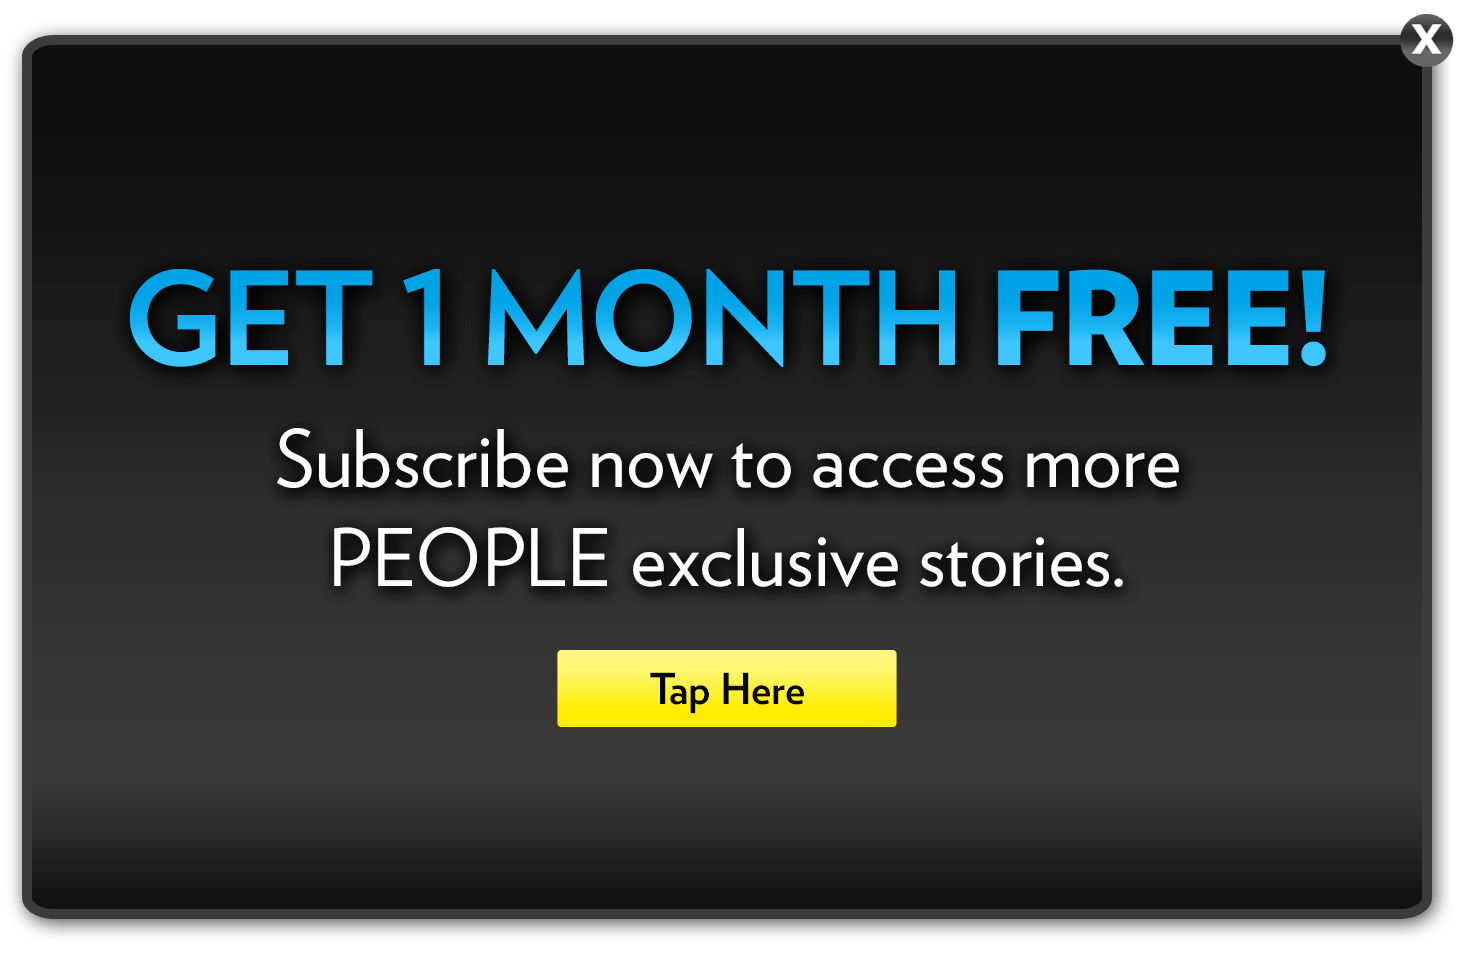 X
GET 1 MONTH FREE!
Subscribe now to access more
PEOPLE exclusive stories.
Tap Here